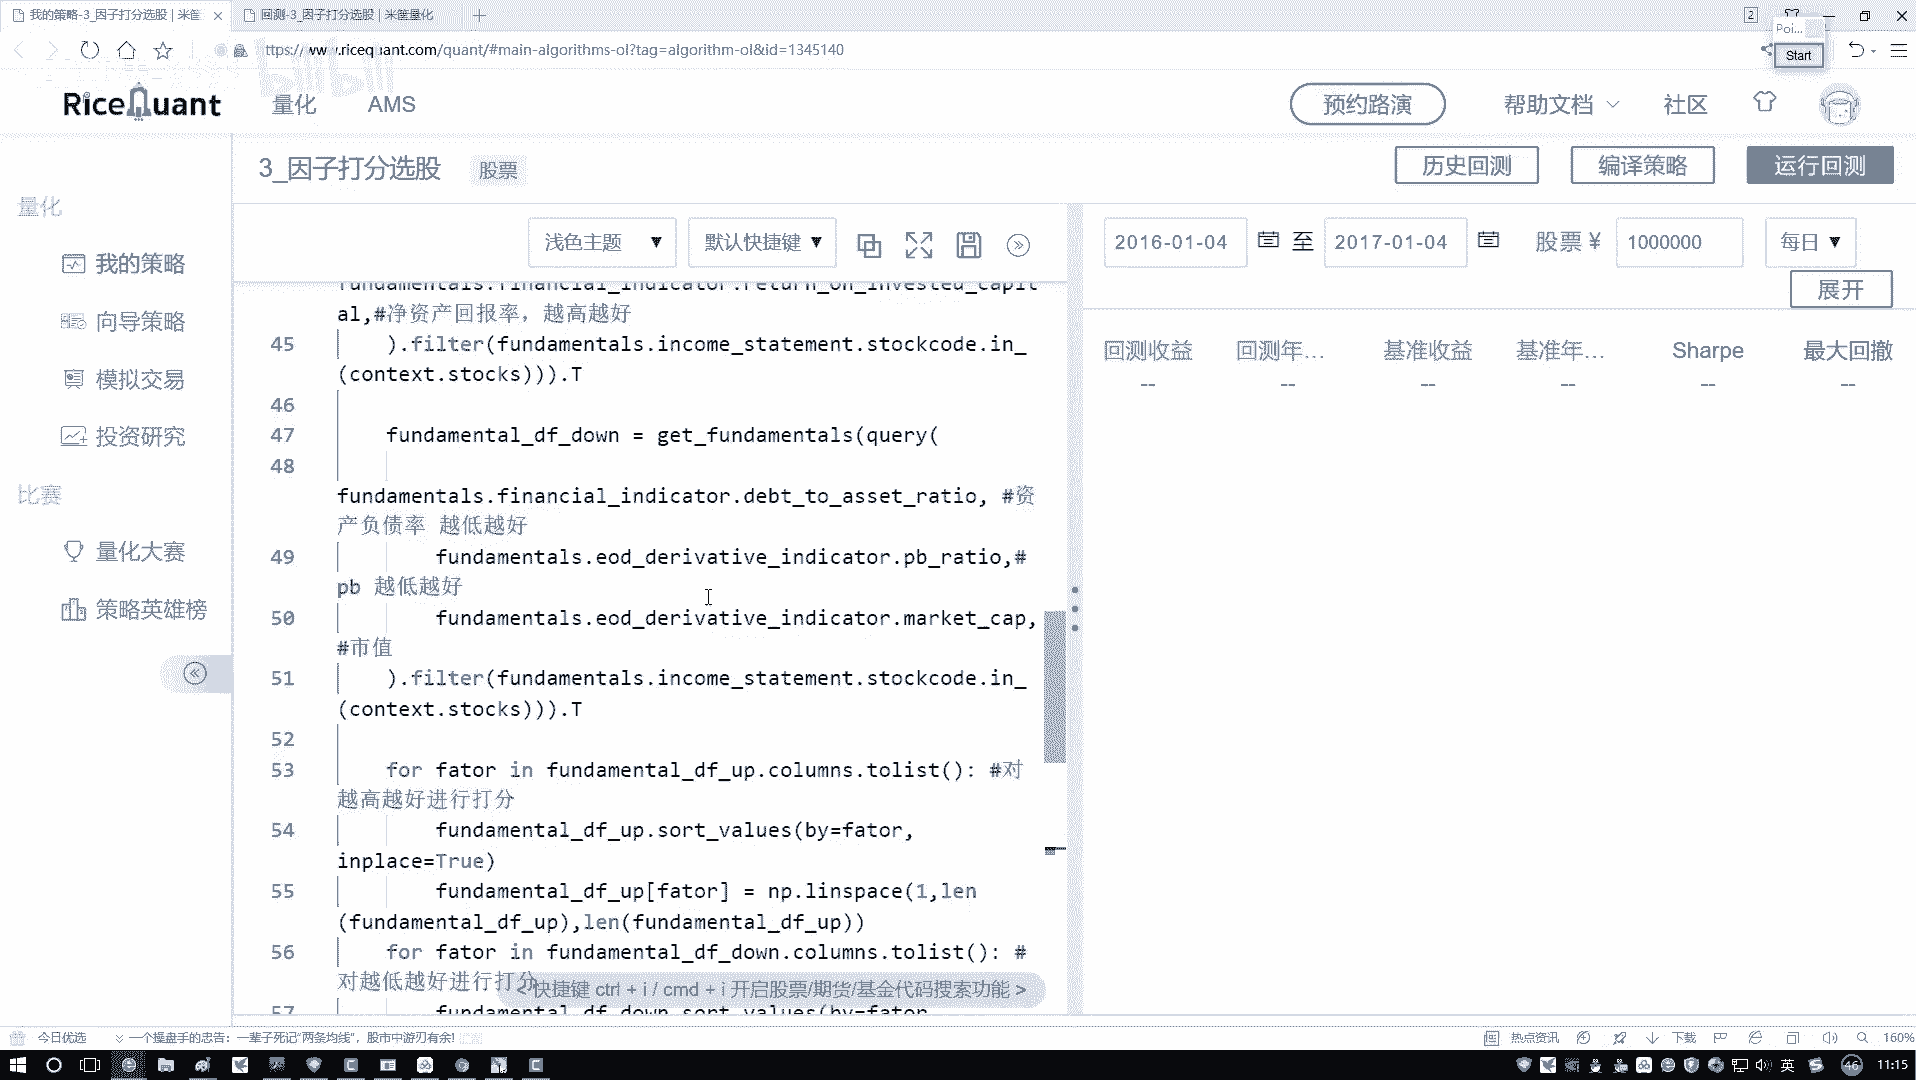 我的策略-3_因子打分选股 | 米筐
回测-3_因子打分选股 | 米筐量化
2
Poi...
ttps://www.ricequant.com/quant/#main-algorithms-ol?tag=algorithm-ol&id=1345140
Start
bilibili
RiceQuant
量化
AMS
预约路演
帮助文档
社区
3_因子打分选股
股票
历史回测
编译策略
运行回测
量化
我的策略
向导策略
模拟交易
投资研究
比赛
量化大赛
策略英雄榜
浅色主题 ▼
默认快捷键 ▼
2016-01-04
至
2017-01-04
股票 ¥
1000000
每日 ▼
展开
回测收益
回测年...
基准收益
基准年...
Sharpe
最大回撤
--
--
--
--
--
--
fundamentals.financial_indicator.return_on_invested_capit
al,#净资产回报率，越高越好
45 ).filter(fundamentals.income_statement.stockcode.in_
(context.stocks))).T
46
47 fundamental_df_down = get_fundamentals(query(
48
fundamentals.financial_indicator.debt_to_asset_ratio, #资
产负债率 越低越好
49 fundamentals.eod_derivative_indicator.pb_ratio,#
pb 越低越好
50 fundamentals.eod_derivative_indicator.market_cap,
#市值
51 ).filter(fundamentals.income_statement.stockcode.in_
(context.stocks))).T
52
53 for fator in fundamental_df_up.columns.tolist(): #对
越高越好进行打分
54 fundamental_df_up.sort_values(by=fator,
inplace=True)
55 fundamental_df_up[fator] = np.linspace(1,len
(fundamental_df_up),len(fundamental_df_up))
56 for fator in fundamental_df_down.columns.tolist(): #
对越低越好进行打分
<快捷键 ctrl + i / cmd + i 开启股票/期货/基金代码搜索功能 >
57 fundamental_df_down.sort_values(by=fator,
今日优选
一个操盘手的忠告：一辈子死记“两条均线”，股市中游刃有余!
热点资讯
下载
160%
英
46
11:15